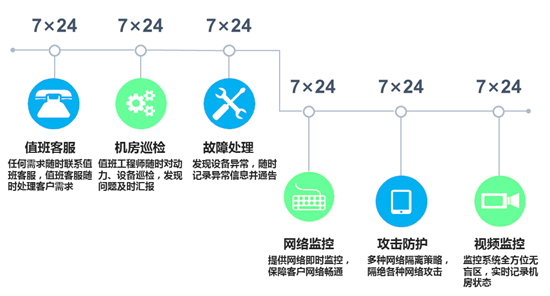 7×24
7×24
7×24
值班客服
任何需求随时联系值
班客服，值班客服随
时处理客户需求
机房巡检
值班工程师随时对动
力、设备巡检，发现
问题及时汇报
故障处理
发现设备异常，随时
记录异常信息并通告
7×24
7×24
7×24
网络监控
提供网络即时监控，
保障客户网络畅通
攻击防护
多种网络隔离策略，
隔绝各种网络攻击
视频监控
监控系统全方位无
盲区，实时记录机
房状态